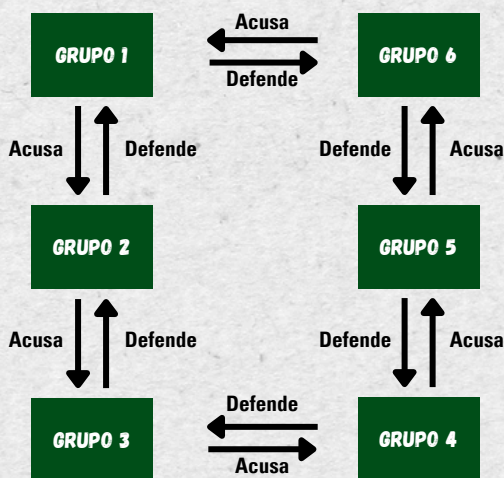 Acusa
GRUPO 1
GRUPO 6
Defende
Acusa
Defende
Defende
Acusa
GRUPO 2
GRUPO 5
Acusa
Defende
Defende
Acusa
Defende
GRUPO 3
GRUPO 4
Acusa